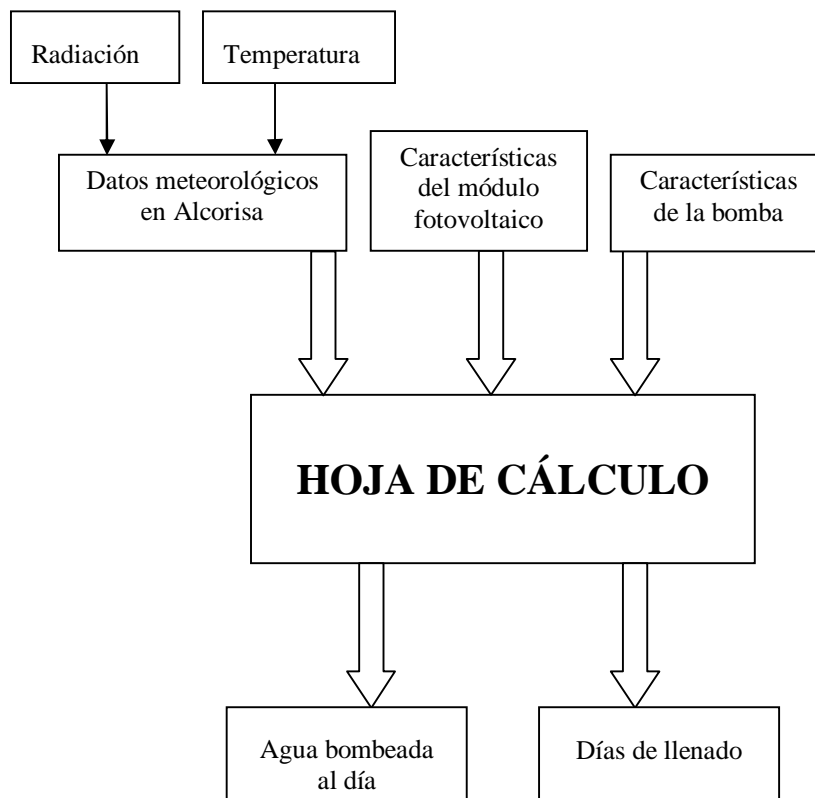 Radiación
Temperatura
Datos meteorológicos
en Alcorisa
Características
del módulo
fotovoltaico
Características
de la bomba
HOJA DE CÁLCULO
Agua bombeada
al día
Días de llenado